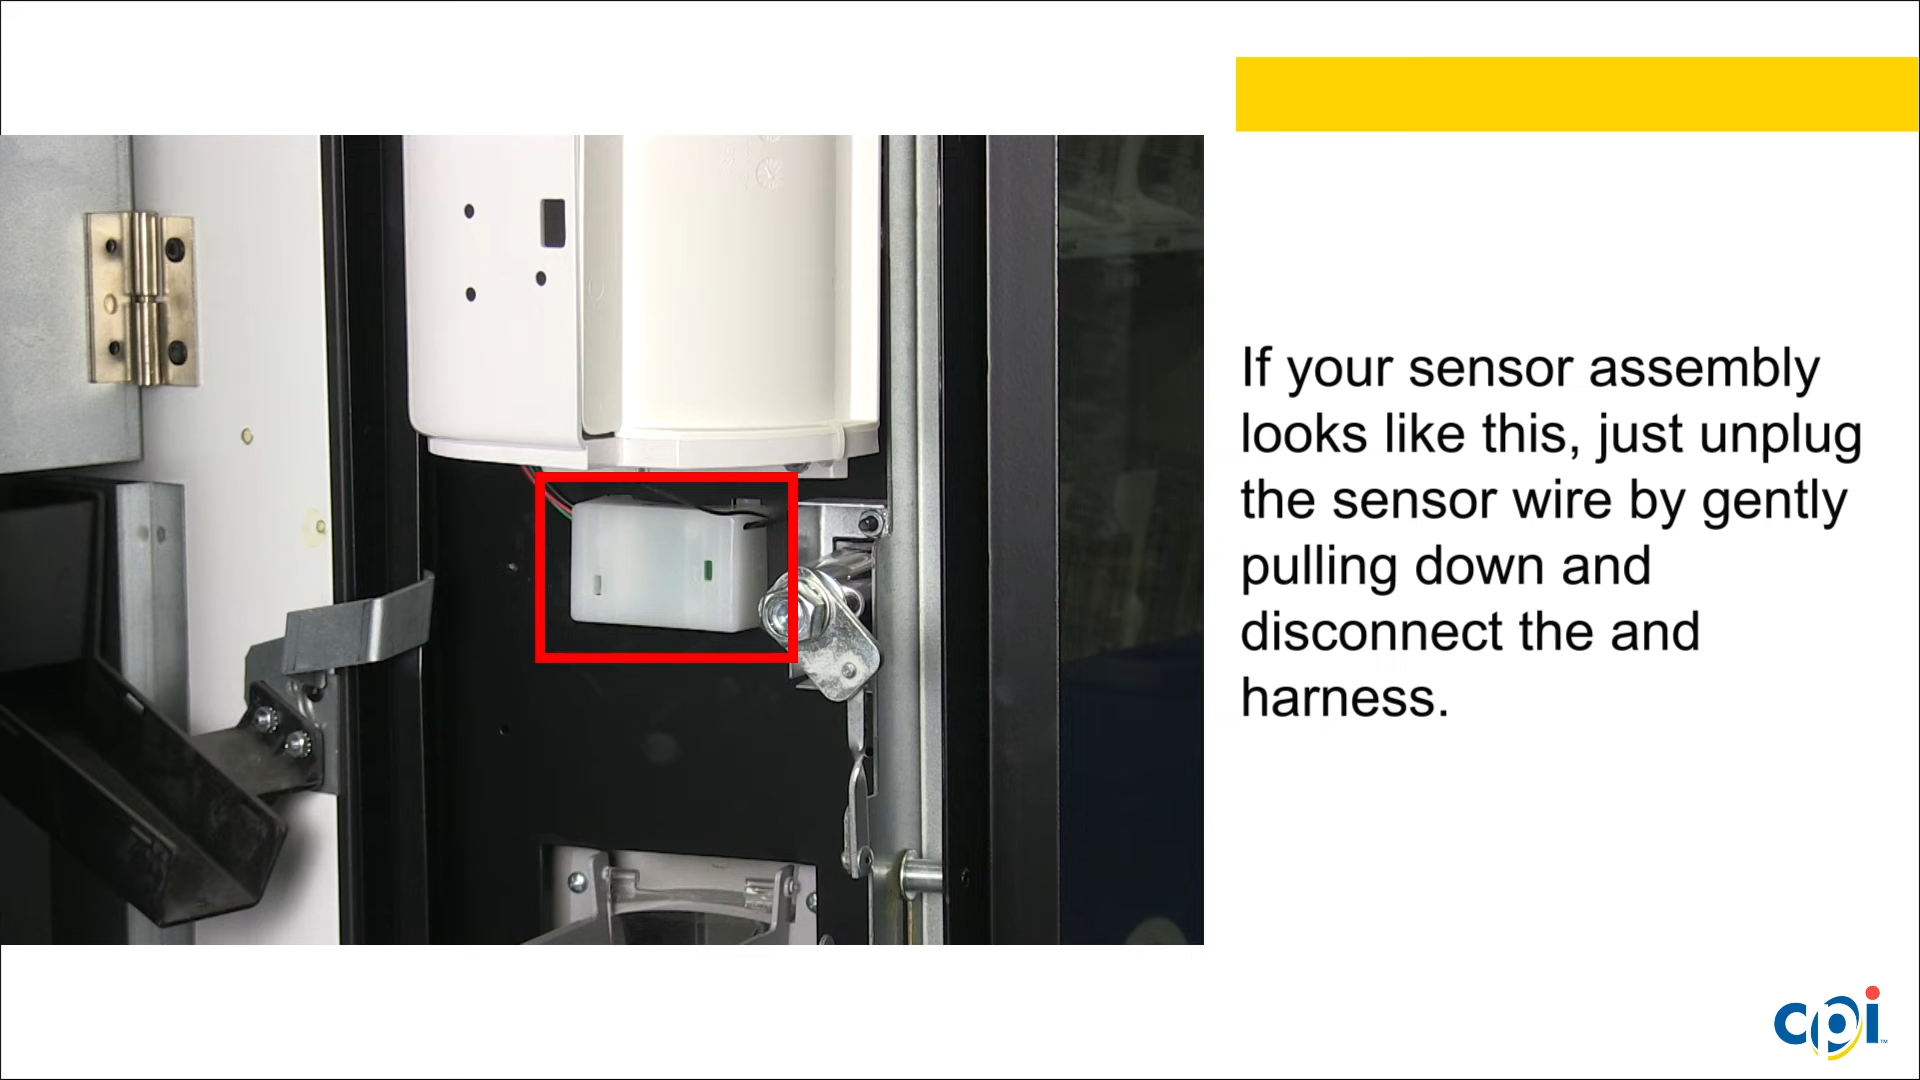 If your sensor assembly
looks like this, just unplug
the sensor wire by gently
pulling down and
disconnect the and
harness.
cpi™